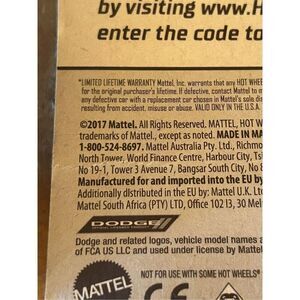 by visiting www.H
enter the code to
*LIMITED LIFETIME WARRANTY Mattel, Inc. warrants that any HOT WHEE
for the original purchaser's lifetime. If defective, contact Mattel to
any defective car with a replacement car chosen in Mattel's sole dis
resulting from accident, misuse or abuse. VALID ONLY IN THE U.S.A.
©2017 Mattel. All Rights Reserved. MATTEL, HOT W
trademarks of Mattel, except as noted. MADE IN MA
1-800-524-8697. Mattel Australia Pty. Ltd., Richmo
North Tower, World Finance Centre, Harbour City, Tsi
No 19-1, Tower 3 Avenue 7, Bangsar South City, No
Manufactured for and imported into the EU by
Additionally distributed in the EU by: Mattel U.K. Lt
Mattel South Africa (PTY) LTD, Office 102 I3, 30 Mel
DODGE
OFFICIAL LICENSED PRODUCT
Dodge and related logos, vehicle model names a
of FCA US LLC and used under license by Mattel
NOT FOR USE WITH SOME HOT WHEELS®
MATTEL
CE